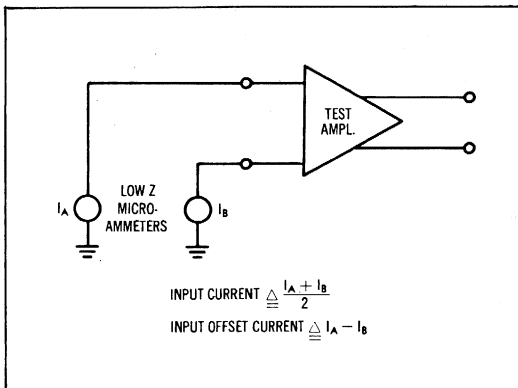 TEST
AMPL.
LOW Z
MICRO-
AMMETERS
I_A
I_B
INPUT CURRENT ≜ I_A + I_B / 2
INPUT OFFSET CURRENT ≜ I_A − I_B